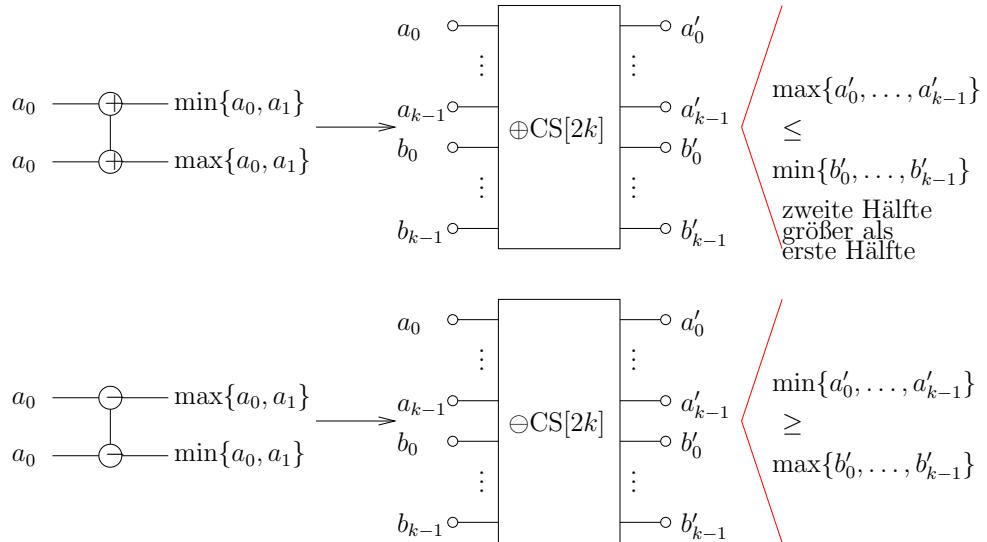 a_0 ⊕ min{a_0, a_1}
a_0 ⊕ max{a_0, a_1}
a_0
⋮
a_{k−1}
b_0
⋮
b_{k−1}
⊕CS[2k]
a′_0
⋮
a′_{k−1}
b′_0
⋮
b′_{k−1}
max{a′_0, . . . , a′_{k−1}}
≤
min{b′_0, . . . , b′_{k−1}}
zweite Hälfte
größer als
erste Hälfte
a_0 ⊖ max{a_0, a_1}
a_0 ⊖ min{a_0, a_1}
a_0
⋮
a_{k−1}
b_0
⋮
b_{k−1}
⊖CS[2k]
a′_0
⋮
a′_{k−1}
b′_0
⋮
b′_{k−1}
min{a′_0, . . . , a′_{k−1}}
≥
max{b′_0, . . . , b′_{k−1}}